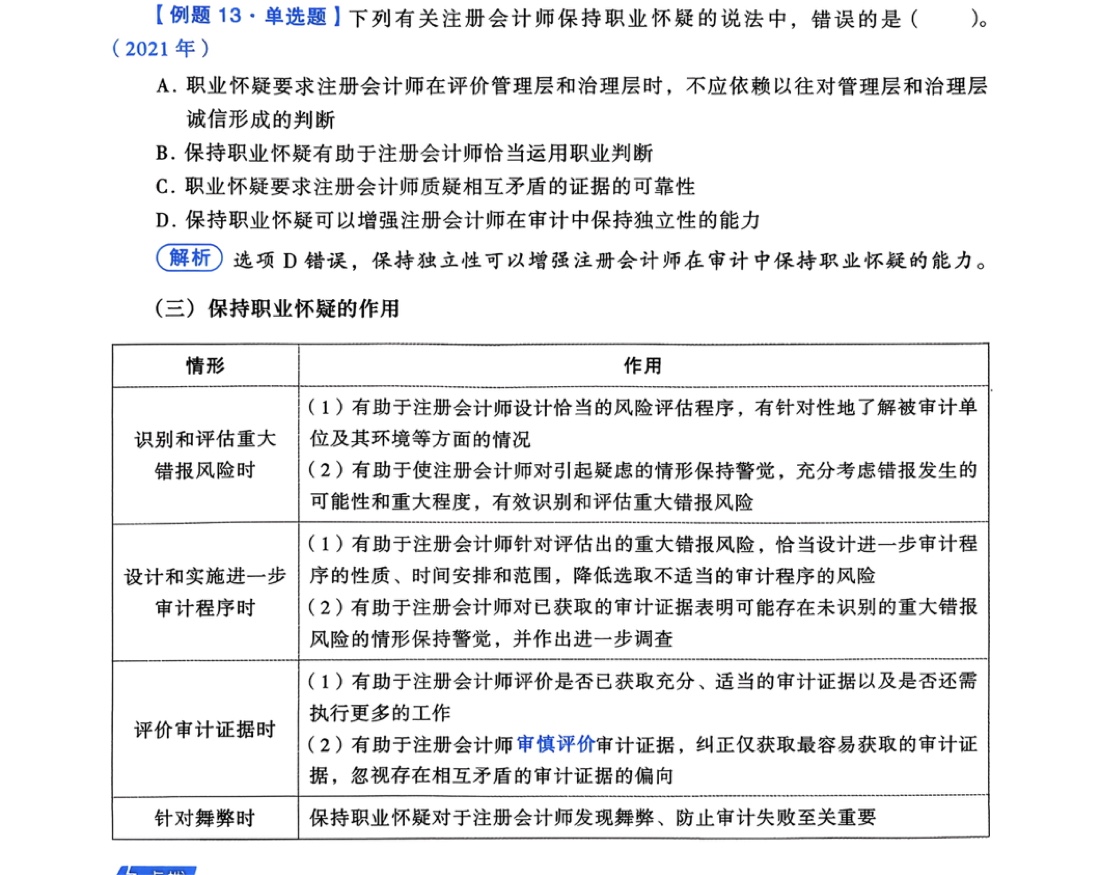 【例题 13·单选题】下列有关注册会计师保持职业怀疑的说法中，错误的是（　　）。
（2021 年）
A. 职业怀疑要求注册会计师在评价管理层和治理层时，不应依赖以往对管理层和治理层
诚信形成的判断
B. 保持职业怀疑有助于注册会计师恰当运用职业判断
C. 职业怀疑要求注册会计师质疑相互矛盾的证据的可靠性
D. 保持职业怀疑可以增强注册会计师在审计中保持独立性的能力
解析 选项 D 错误，保持独立性可以增强注册会计师在审计中保持职业怀疑的能力。
（三）保持职业怀疑的作用
情形 作用
识别和评估重大
错报风险时
（1）有助于注册会计师设计恰当的风险评估程序，有针对性地了解被审计单
位及其环境等方面的情况
（2）有助于使注册会计师对引起疑虑的情形保持警觉，充分考虑错报发生的
可能性和重大程度，有效识别和评估重大错报风险
设计和实施进一步
审计程序时
（1）有助于注册会计师针对评估出的重大错报风险，恰当设计进一步审计程
序的性质、时间安排和范围，降低选取不适当的审计程序的风险
（2）有助于注册会计师对已获取的审计证据表明可能存在未识别的重大错报
风险的情形保持警觉，并作出进一步调查
评价审计证据时
（1）有助于注册会计师评价是否已获取充分、适当的审计证据以及是否还需
执行更多的工作
（2）有助于注册会计师审慎评价审计证据，纠正仅获取最容易获取的审计证
据，忽视存在相互矛盾的审计证据的偏向
针对舞弊时 保持职业怀疑对于注册会计师发现舞弊、防止审计失败至关重要